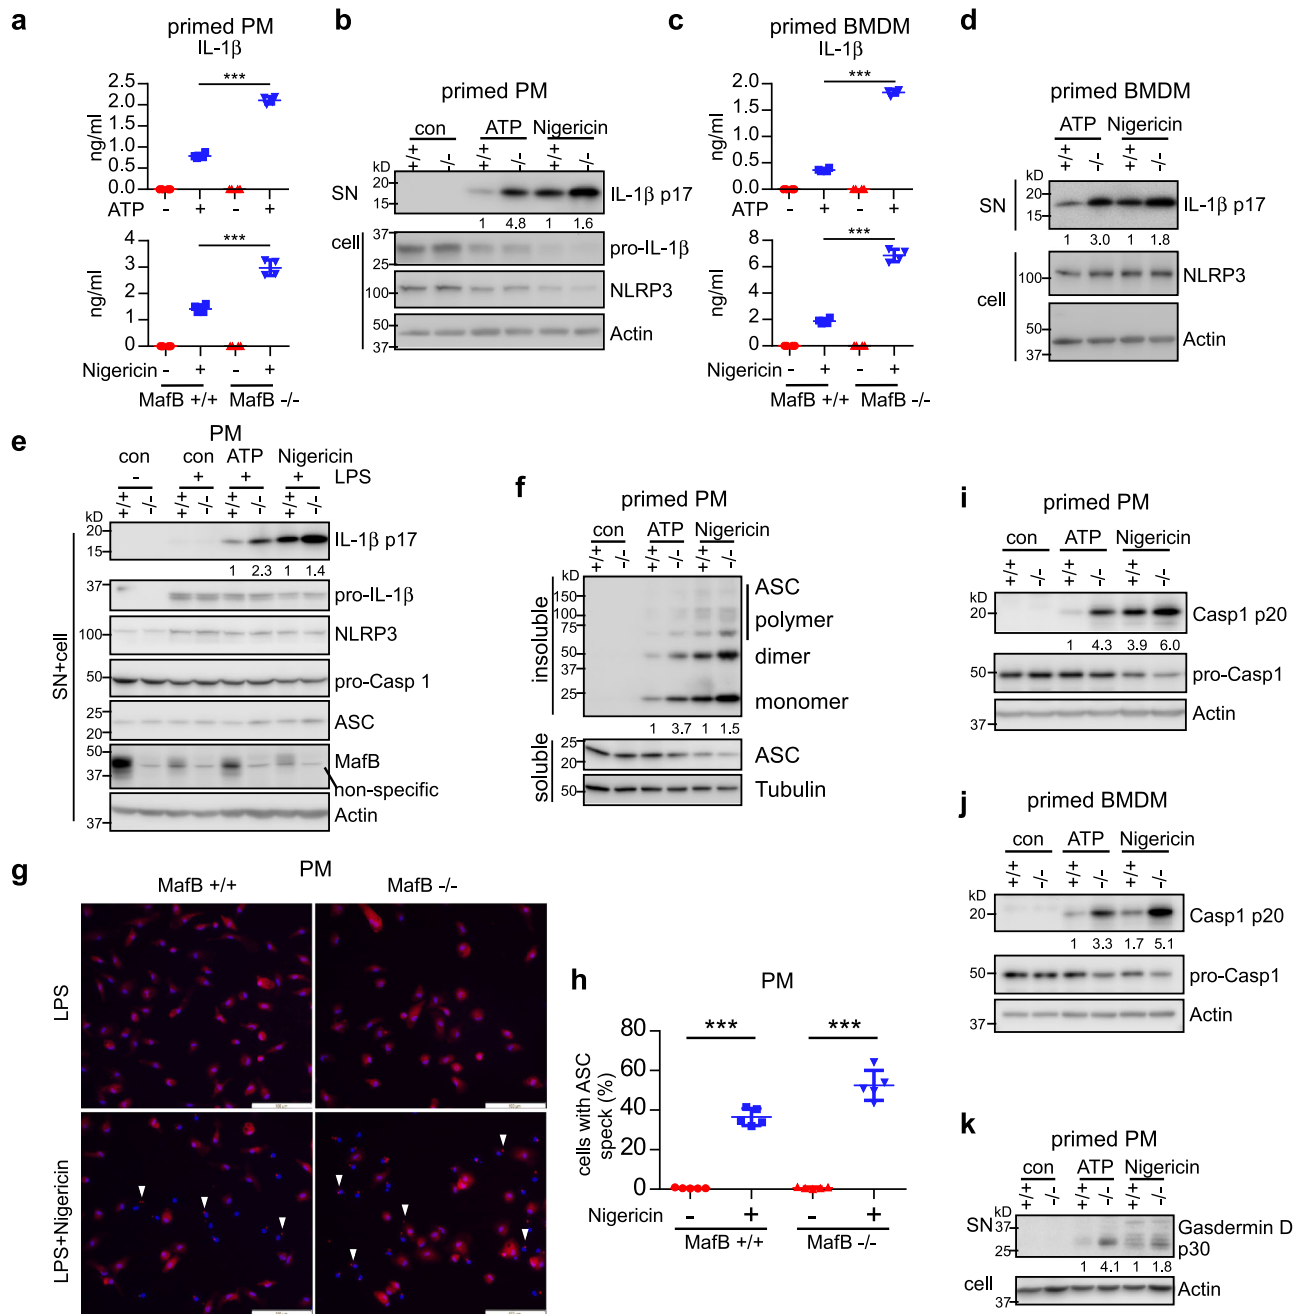 a
primed PM
IL-1β
2.5
2.0
1.5
1.0
0.5
0.0
ng/ml
***
ATP - + - +
4
3
2
1
0
ng/ml
***
Nigericin - + - +
MafB +/+ MafB -/-
b
primed PM
con ATP Nigericin
+/+ -/- +/+ -/- +/+ -/-
kD
SN
20
15
IL-1β p17
1 4.8 1 1.6
cell
37
25
pro-IL-1β
100
NLRP3
50
37
Actin
c
primed BMDM
IL-1β
2.0
1.5
1.0
0.5
0.0
ng/ml
***
ATP - + - +
8
6
4
2
0
ng/ml
***
Nigericin - + - +
MafB +/+ MafB -/-
d
primed BMDM
ATP Nigericin
+/+ -/- +/+ -/-
kD
SN
20
15
IL-1β p17
1 3.0 1 1.8
cell
100
NLRP3
50
37
Actin
e
PM
con con ATP Nigericin
- + + + LPS
+/+ -/- +/+ -/- +/+ -/- +/+ -/-
kD
SN+cell
20
15
IL-1β p17
1 2.3 1 1.4
37
pro-IL-1β
100
NLRP3
50
pro-Casp 1
25
20
ASC
50
37
MafB
non-specific
37
Actin
f
primed PM
con ATP Nigericin
+/+ -/- +/+ -/- +/+ -/-
kD
insoluble
150
100
75
50
25
ASC
polymer
dimer
monomer
1 3.7 1 1.5
soluble
25
20
ASC
50
Tubulin
g
PM
MafB +/+ MafB -/-
LPS
LPS+Nigericin
h
PM
80
60
40
20
0
cells with ASC
speck (%)
*** ***
Nigericin - + - +
MafB +/+ MafB -/-
i
primed PM
con ATP Nigericin
+/+ -/- +/+ -/- +/+ -/-
kD
20
Casp1 p20
1 4.3 3.9 6.0
50
pro-Casp1
37
Actin
j
primed BMDM
con ATP Nigericin
+/+ -/- +/+ -/- +/+ -/-
kD
20
Casp1 p20
1 3.3 1.7 5.1
50
pro-Casp1
37
Actin
k
primed PM
con ATP Nigericin
+/+ -/- +/+ -/- +/+ -/-
kD
SN
37
25
Gasdermin D
p30
1 4.1 1 1.8
cell
37
Actin